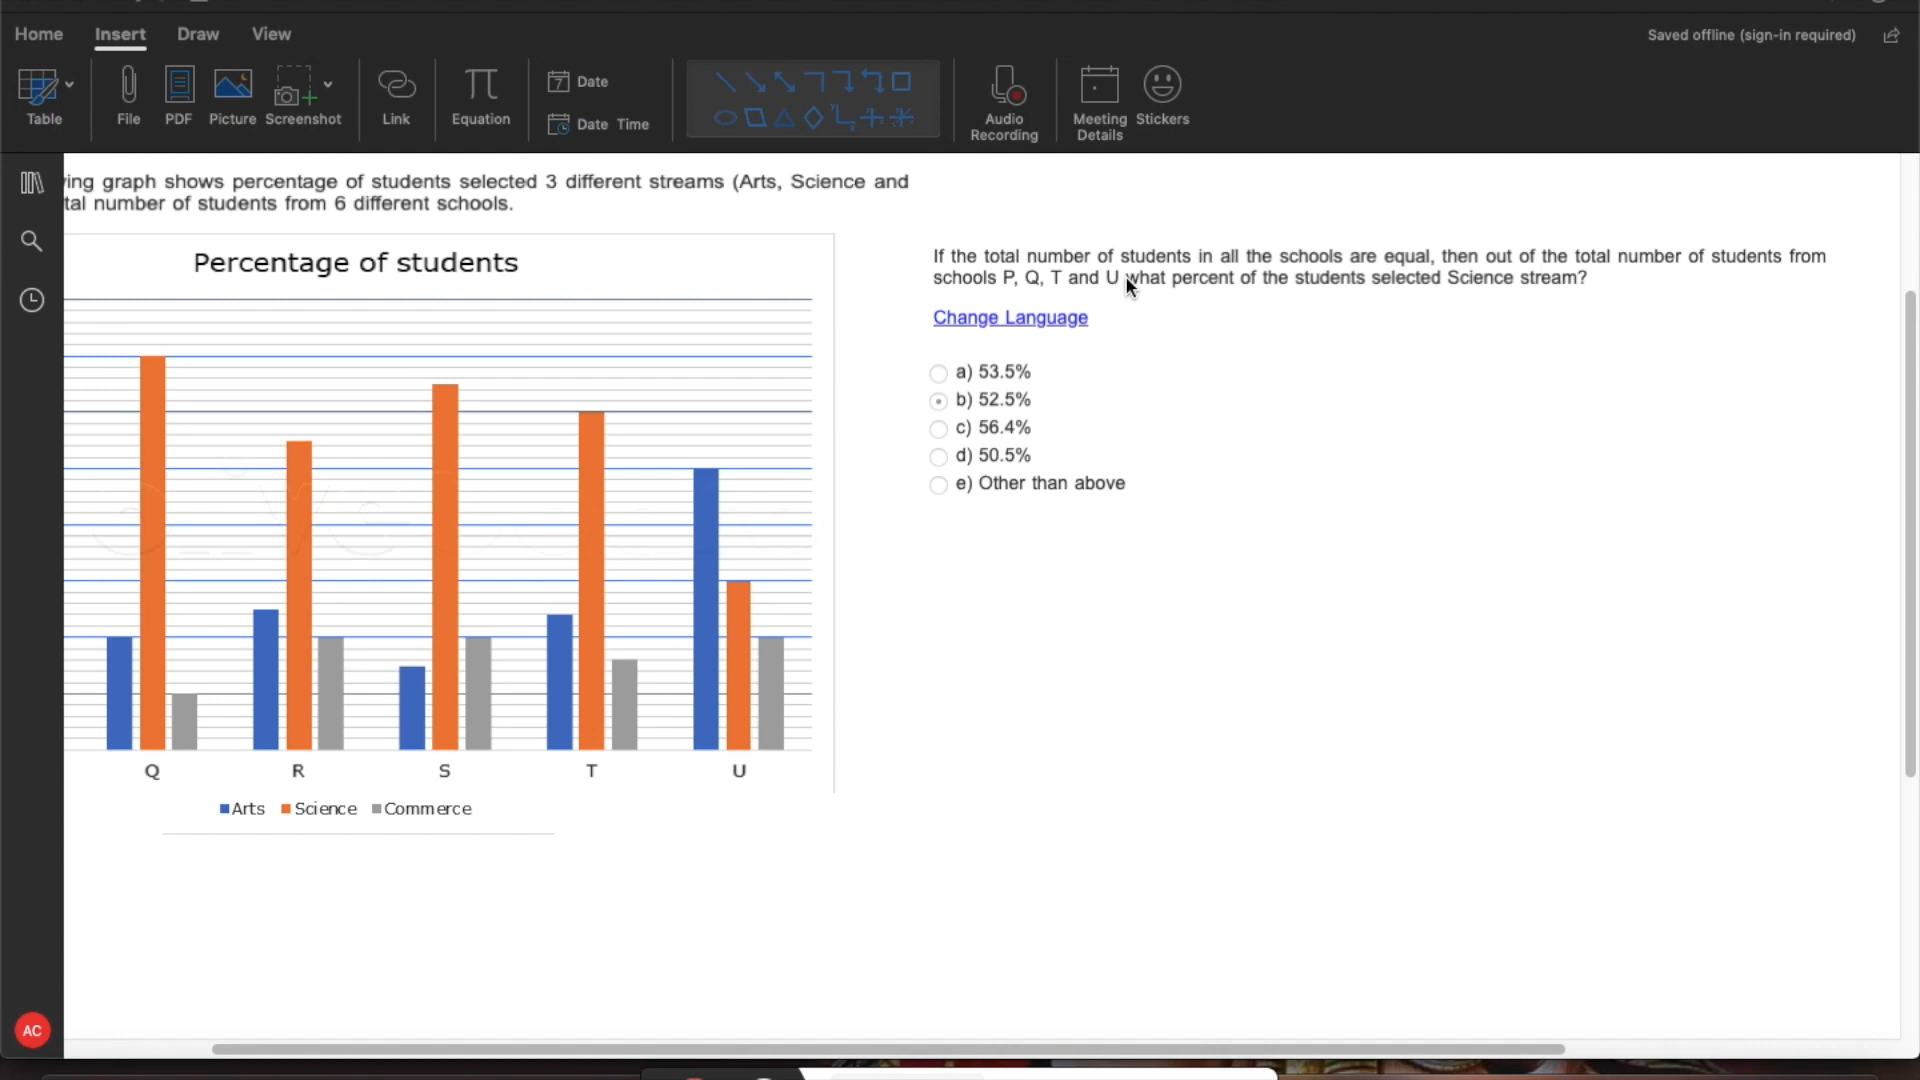 Home Insert Draw View
Saved offline (sign-in required)
Table
File
PDF
Picture
Screenshot
Link
Equation
Date
Date Time
Audio
Recording
Meeting
Details
Stickers
ing graph shows percentage of students selected 3 different streams (Arts, Science and
tal number of students from 6 different schools.
Percentage of students
Q R S T U
Arts Science Commerce
If the total number of students in all the schools are equal, then out of the total number of students from
schools P, Q, T and U what percent of the students selected Science stream?
Change Language
a) 53.5%
b) 52.5%
c) 56.4%
d) 50.5%
e) Other than above
AC